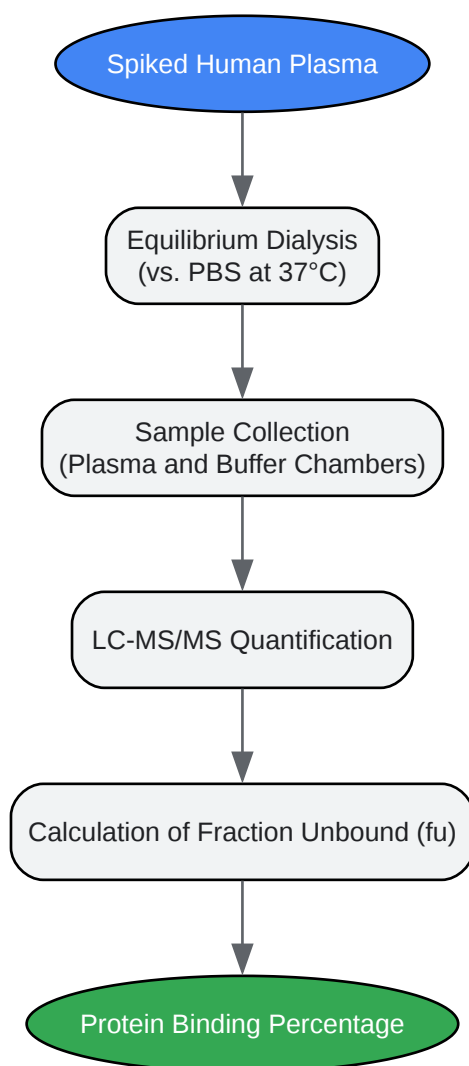 Spiked Human Plasma
Equilibrium Dialysis
(vs. PBS at 37°C)
Sample Collection
(Plasma and Buffer Chambers)
LC-MS/MS Quantification
Calculation of Fraction Unbound (fu)
Protein Binding Percentage